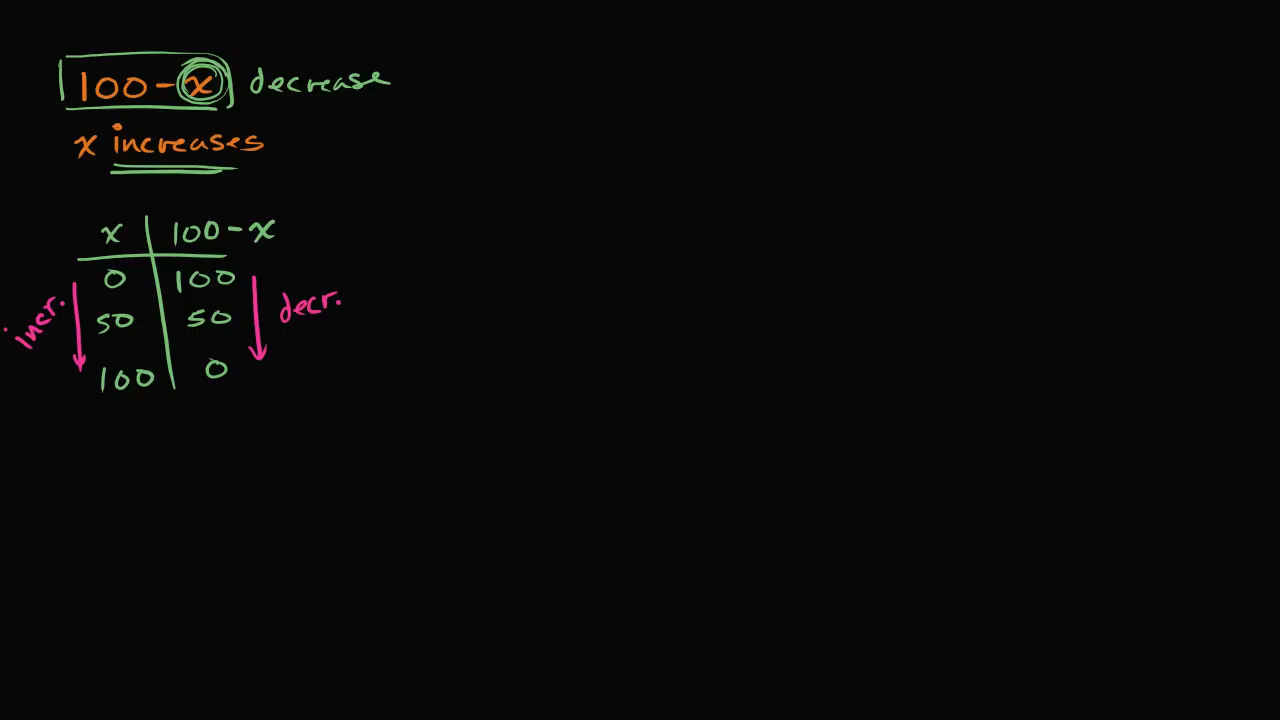 100 - x decrease
x increases
x 100 - x
0 100
incr. 50 50 decr.
100 0